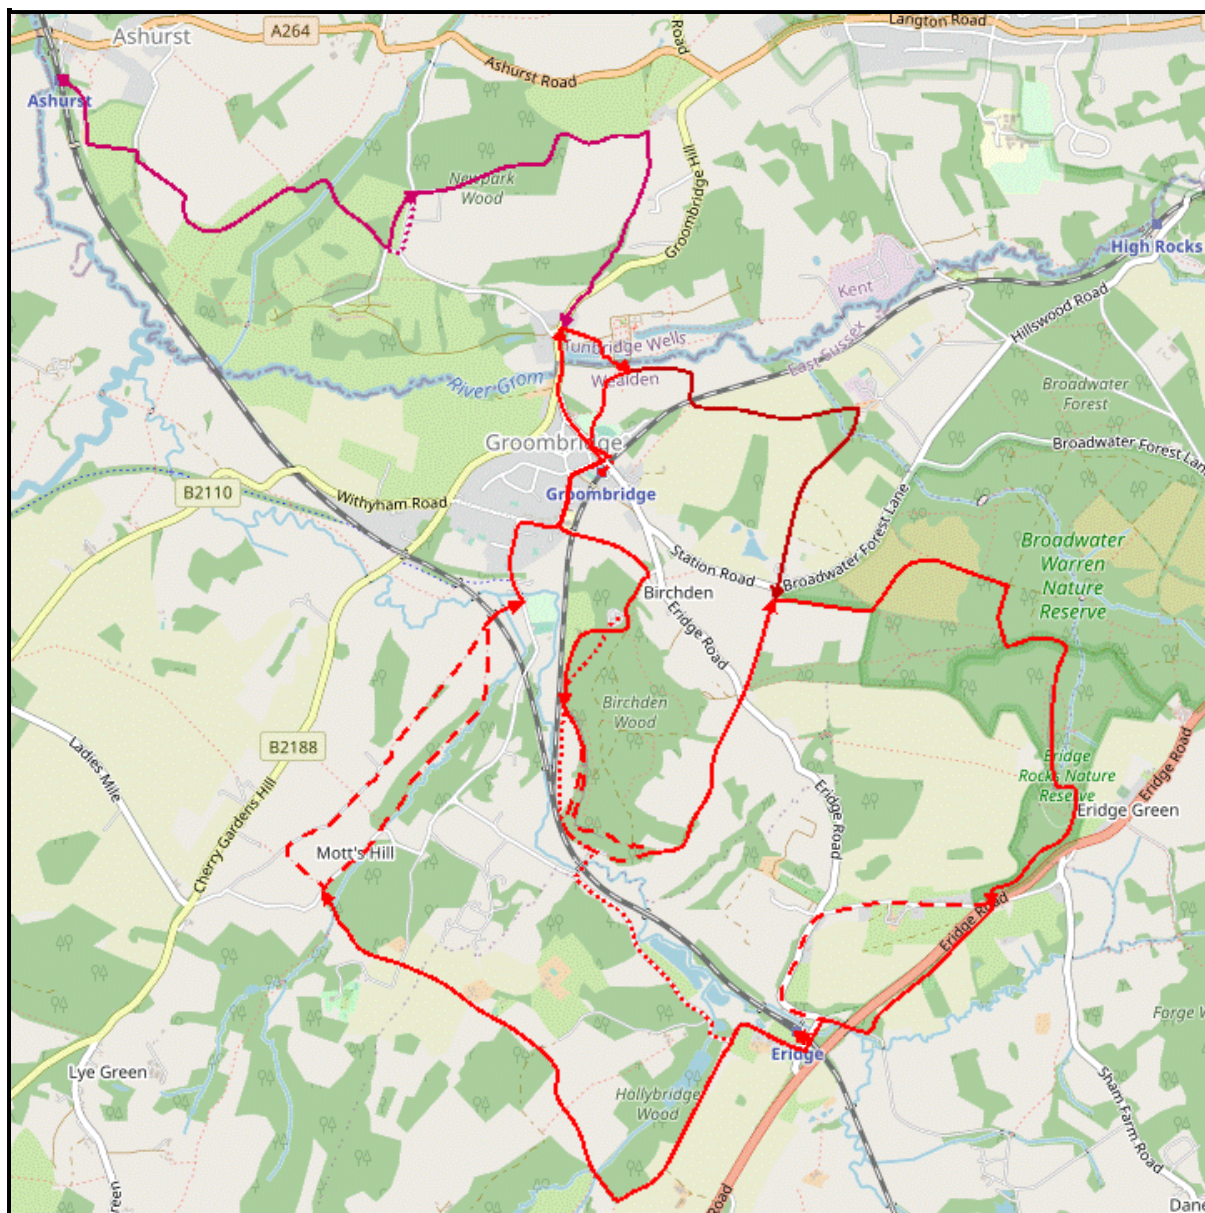 Langton Road
Ashurst
A264
Road
Ashurst Road
Ashurst
Newpark
Wood
Groombridge Hill
High Rocks
Kent
Hillswood Road
Tunbridge Wells
East Sussex
River Grom
Wealden
Broadwater
Forest
Groombridge
Broadwater Forest Lane
B2110
Withyham Road
Groombridge
Broadwater Forest Lane
Station Road
Broadwater
Warren
Nature
Reserve
Birchden
Eridge Road
Birchden
Wood
Ladies Mile
B2188
Eridge
Rocks Nature
Reserve
Eridge Road
Eridge Green
Eridge Road
Cherry Gardens Hill
Mott's Hill
Eridge Road
Forge W
Eridge
Lye Green
Hollybridge
Wood
Sham Farm Road
reen
Road
Dane